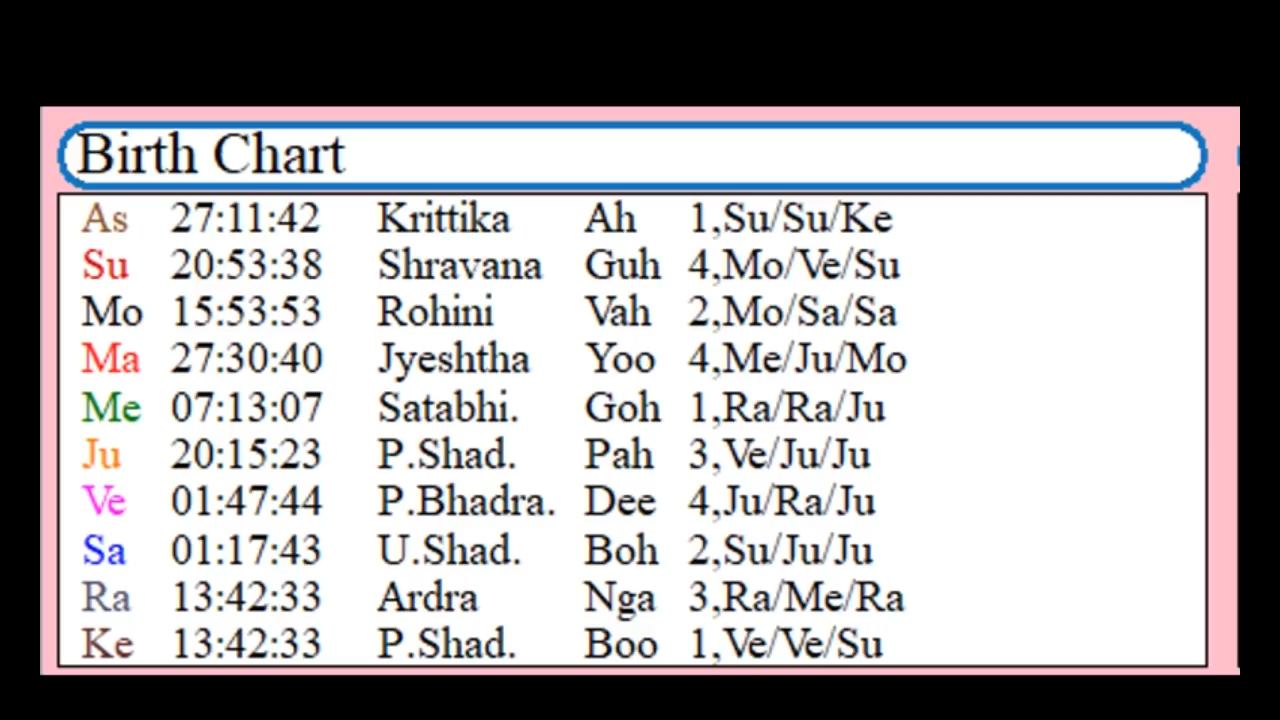 Birth Chart
As 27:11:42 Krittika Ah 1,Su/Su/Ke
Su 20:53:38 Shravana Guh 4,Mo/Ve/Su
Mo 15:53:53 Rohini Vah 2,Mo/Sa/Sa
Ma 27:30:40 Jyeshtha Yoo 4,Me/Ju/Mo
Me 07:13:07 Satabhi. Goh 1,Ra/Ra/Ju
Ju 20:15:23 P.Shad. Pah 3,Ve/Ju/Ju
Ve 01:47:44 P.Bhadra. Dee 4,Ju/Ra/Ju
Sa 01:17:43 U.Shad. Boh 2,Su/Ju/Ju
Ra 13:42:33 Ardra Nga 3,Ra/Me/Ra
Ke 13:42:33 P.Shad. Boo 1,Ve/Ve/Su